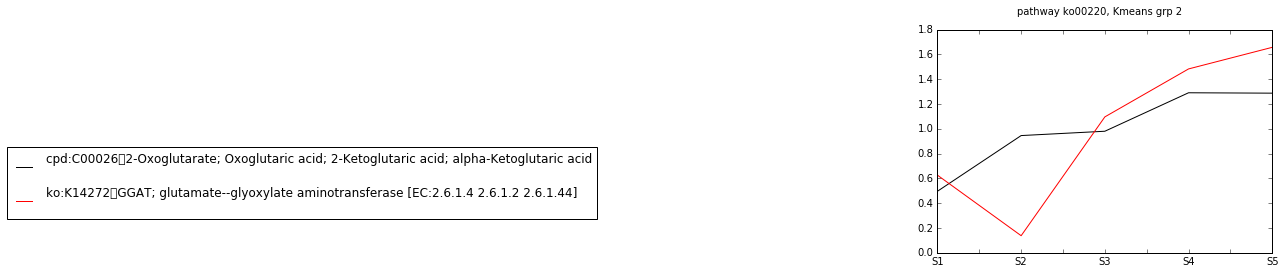 pathway ko00220, Kmeans grp 2
1.8
1.6
1.4
1.2
1.0
0.8
0.6
0.4
0.2
0.0
S1 S2 S3 S4 S5
cpd:C00026▯2-Oxoglutarate; Oxoglutaric acid; 2-Ketoglutaric acid; alpha-Ketoglutaric acid
ko:K14272▯GGAT; glutamate--glyoxylate aminotransferase [EC:2.6.1.4 2.6.1.2 2.6.1.44]